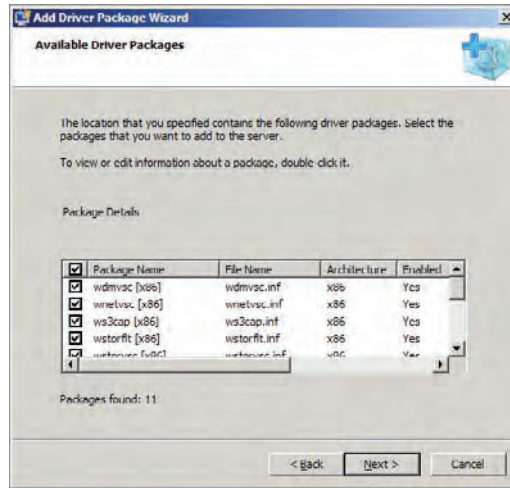 Add Driver Package Wizard
Available Driver Packages
The location that you specified contains the following driver packages. Select the
packages that you want to add to the server.
To view or edit information about a package, double click it.
Package Details
Package Name File Name Architecture Enabled
wdmvsc [x86] wdmvsc.inf x86 Yes
wnetvsc [x86] wnetvsc.inf x86 Yes
ws3cap [x86] ws3cap.inf x86 Yes
wstorflt [x86] wstorflt.inf x86 Yes
Packages found: 11
< Back Next > Cancel